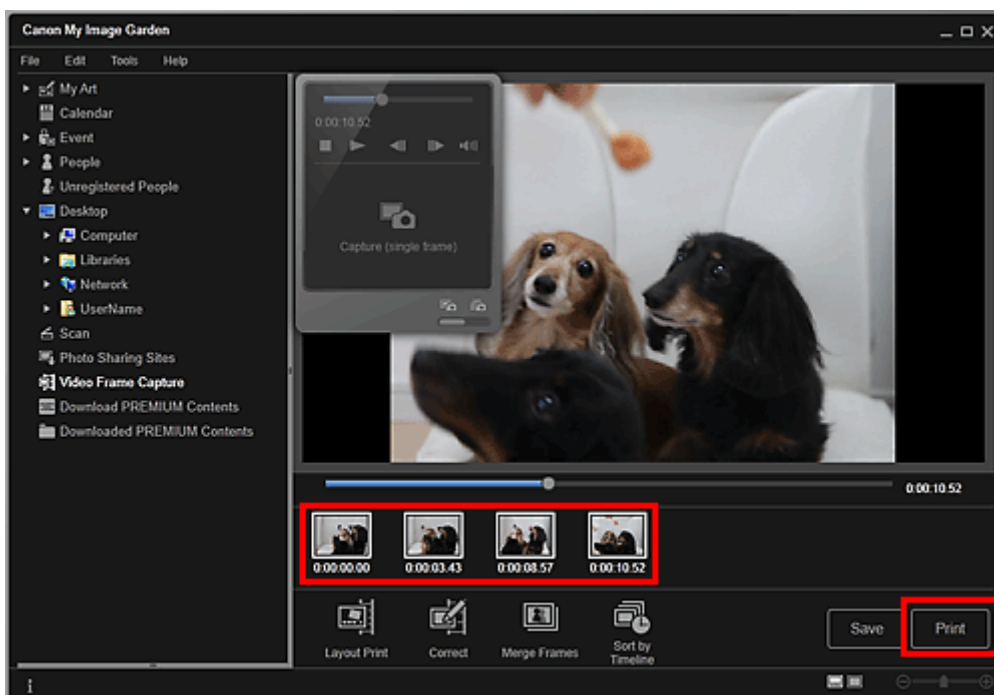 Canon My Image Garden
File Edit Tools Help
My Art
Calendar
Event
People
Unregistered People
Desktop
Computer
Libraries
Network
UserName
Scan
Photo Sharing Sites
Video Frame Capture
Download PREMIUM Contents
Downloaded PREMIUM Contents
0:00:10.52
Capture (single frame)
0:00:10.52
0:00:00.00 0:00:03.43 0:00:08.57 0:00:10.52
Layout Print Correct Merge Frames Sort by
Timeline
Save Print